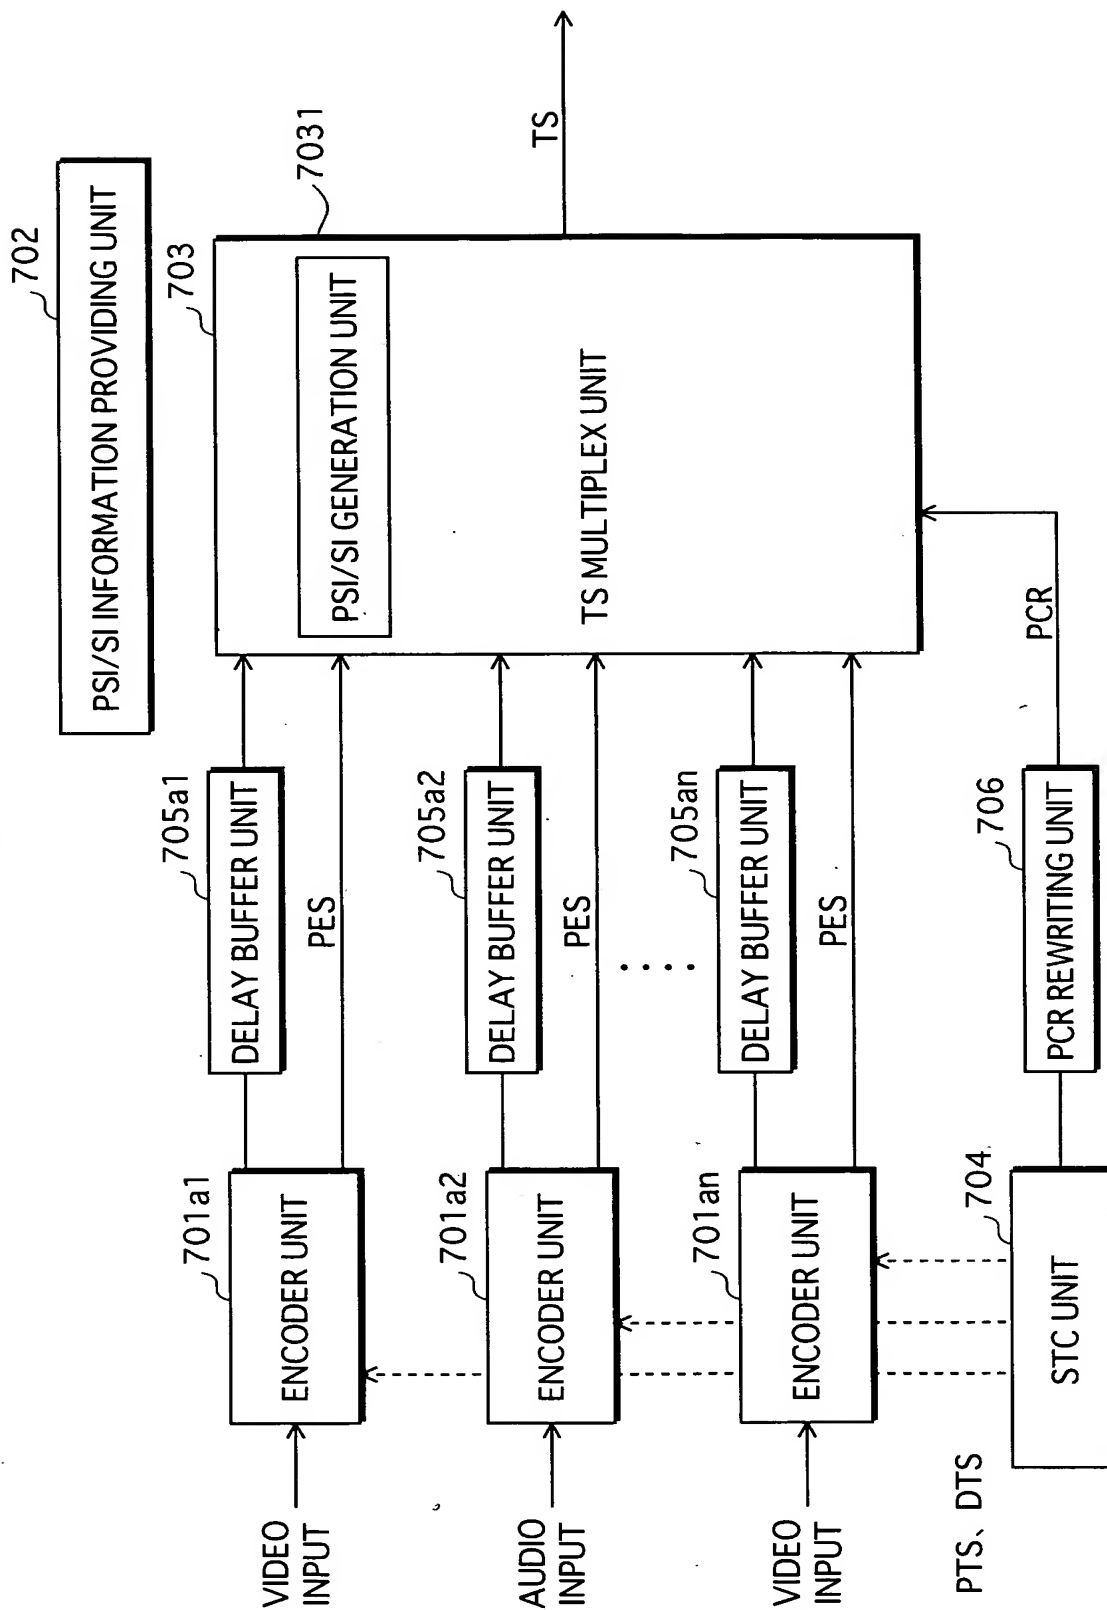 702
PSI/SI INFORMATION PROVIDING UNIT
703
7031
PSI/SI GENERATION UNIT
TS MULTIPLEX UNIT
TS
VIDEO
INPUT
701a1
ENCODER UNIT
705a1
DELAY BUFFER UNIT
PES
AUDIO
INPUT
701a2
ENCODER UNIT
705a2
DELAY BUFFER UNIT
PES
....
VIDEO
INPUT
701an
ENCODER UNIT
705an
DELAY BUFFER UNIT
PES
PTS、DTS
704
STC UNIT
706
PCR REWRITING UNIT
PCR